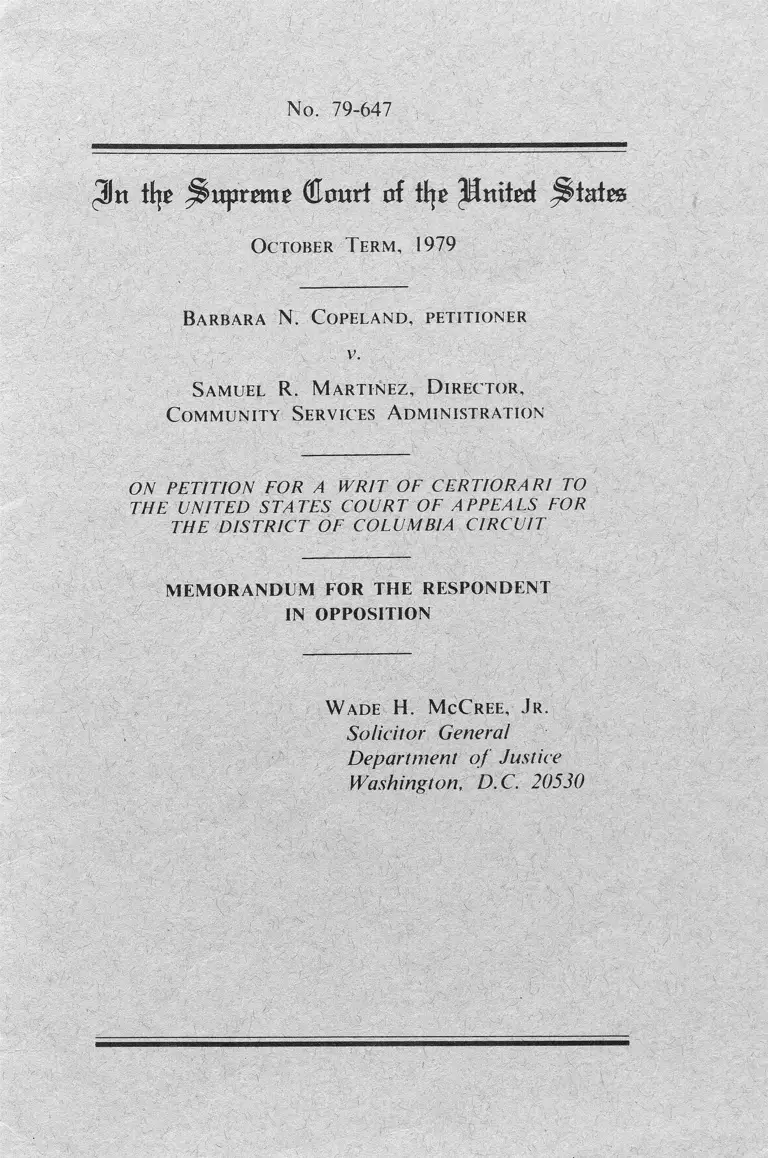 No. 79-647
In the Supreme Court of the United States
OCTOBER TERM, 1979
BARBARA N. COPELAND, PETITIONER
v.
SAMUEL R. MARTINEZ, DIRECTOR,
COMMUNITY SERVICES ADMINISTRATION
ON PETITION FOR A WRIT OF CERTIORARI TO
THE UNITED STATES COURT OF APPEALS FOR
THE DISTRICT OF COLUMBIA CIRCUIT
MEMORANDUM FOR THE RESPONDENT
IN OPPOSITION
WADE H. MCCREE, JR.
Solicitor General
Department of Justice
Washington, D.C. 20530